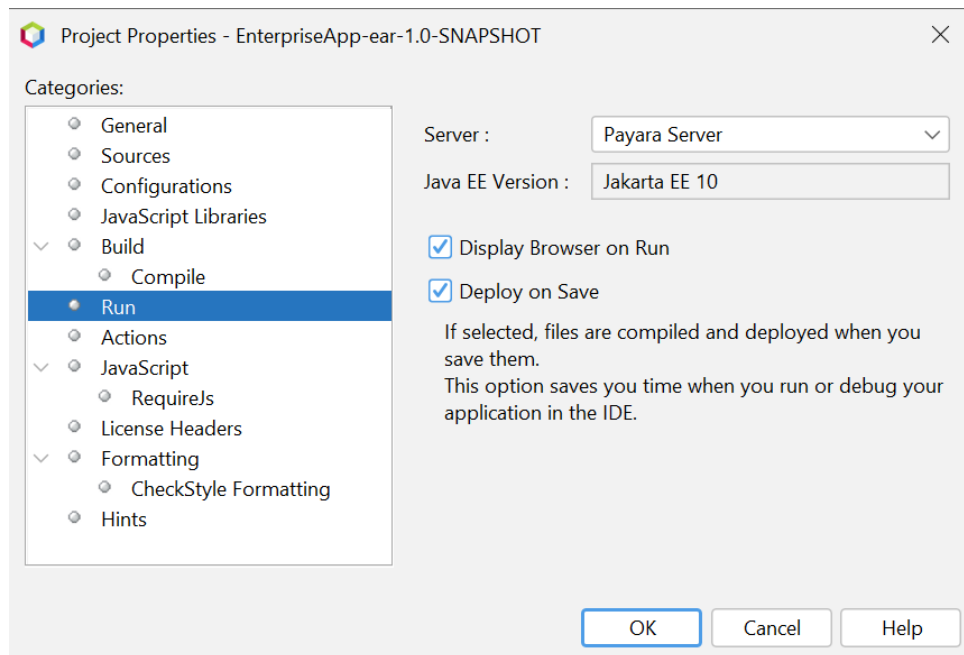 Project Properties - EnterpriseApp-ear-1.0-SNAPSHOT
Categories:
General
Sources
Configurations
JavaScript Libraries
Build
Compile
Run
Actions
JavaScript
RequireJs
License Headers
Formatting
CheckStyle Formatting
Hints
Server :
Payara Server
Java EE Version :
Jakarta EE 10
Display Browser on Run
Deploy on Save
If selected, files are compiled and deployed when you
save them.
This option saves you time when you run or debug your
application in the IDE.
OK
Cancel
Help